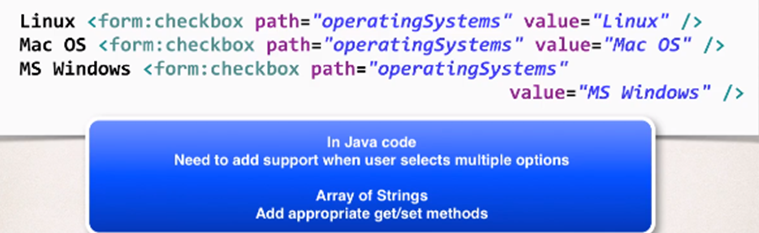 Linux <form:checkbox path="operatingSystems" value="Linux" />
Mac OS <form:checkbox path="operatingSystems" value="Mac OS" />
MS Windows <form:checkbox path="operatingSystems"
value="MS Windows" />
In Java code
Need to add support when user selects multiple options
Array of Strings
Add appropriate get/set methods